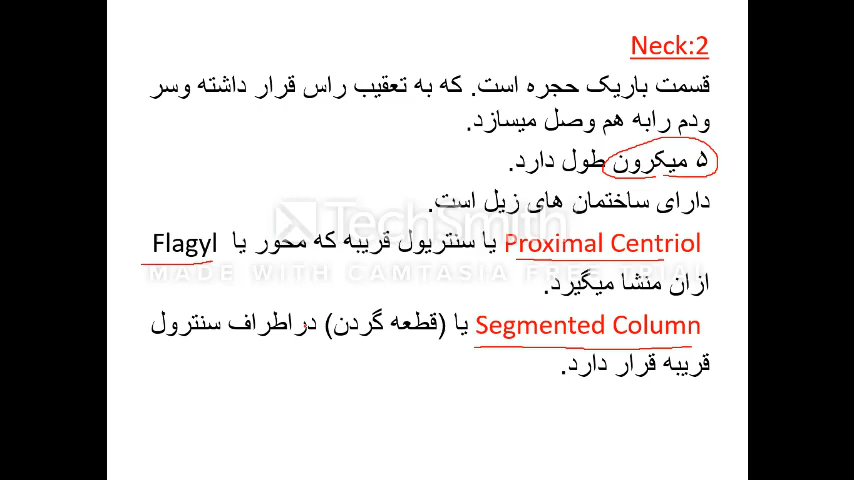 Neck:2
قسمت باریک حجره است. که به تعقیب راس قرار داشته وسر
ودم رابه هم وصل میسازد.
۵ میکرون طول دارد.
دارای ساختمان های زیل است.
Proximal Centriol یا سنتریول قریبه که محور یا Flagyl
ازان منشا میگیرد.
Segmented Column یا (قطعه گردن) دراطراف سنترول
قریبه قرار دارد.
TechSmith
MADE WITH CAMTASIA FREE TRIAL